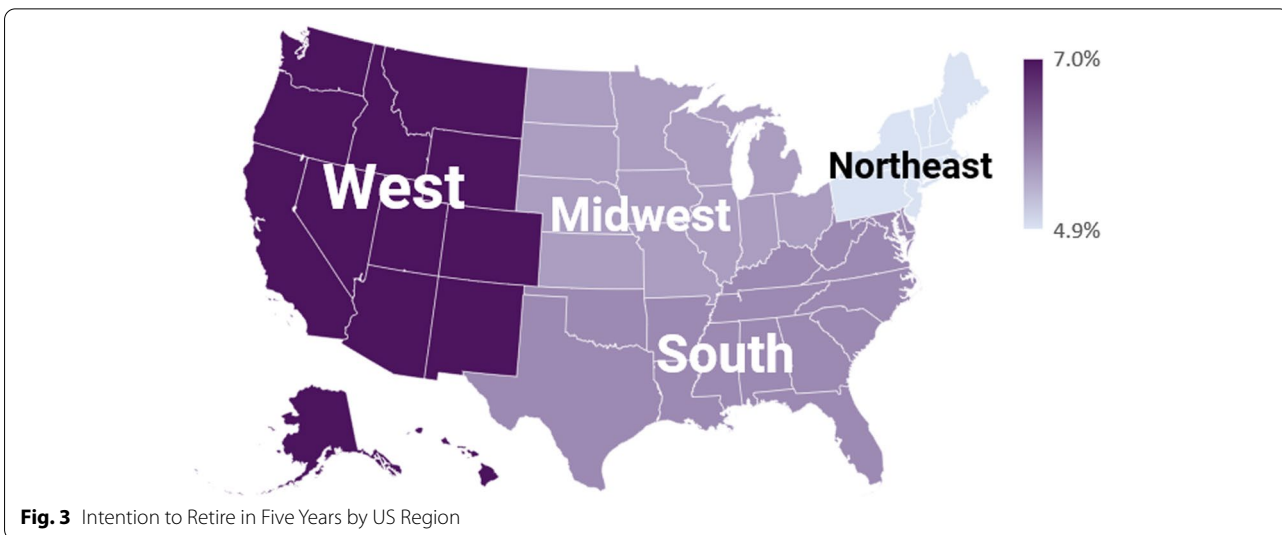 7.0%
Northeast
West
Midwest
4.9%
South
Fig. 3 Intention to Retire in Five Years by US Region